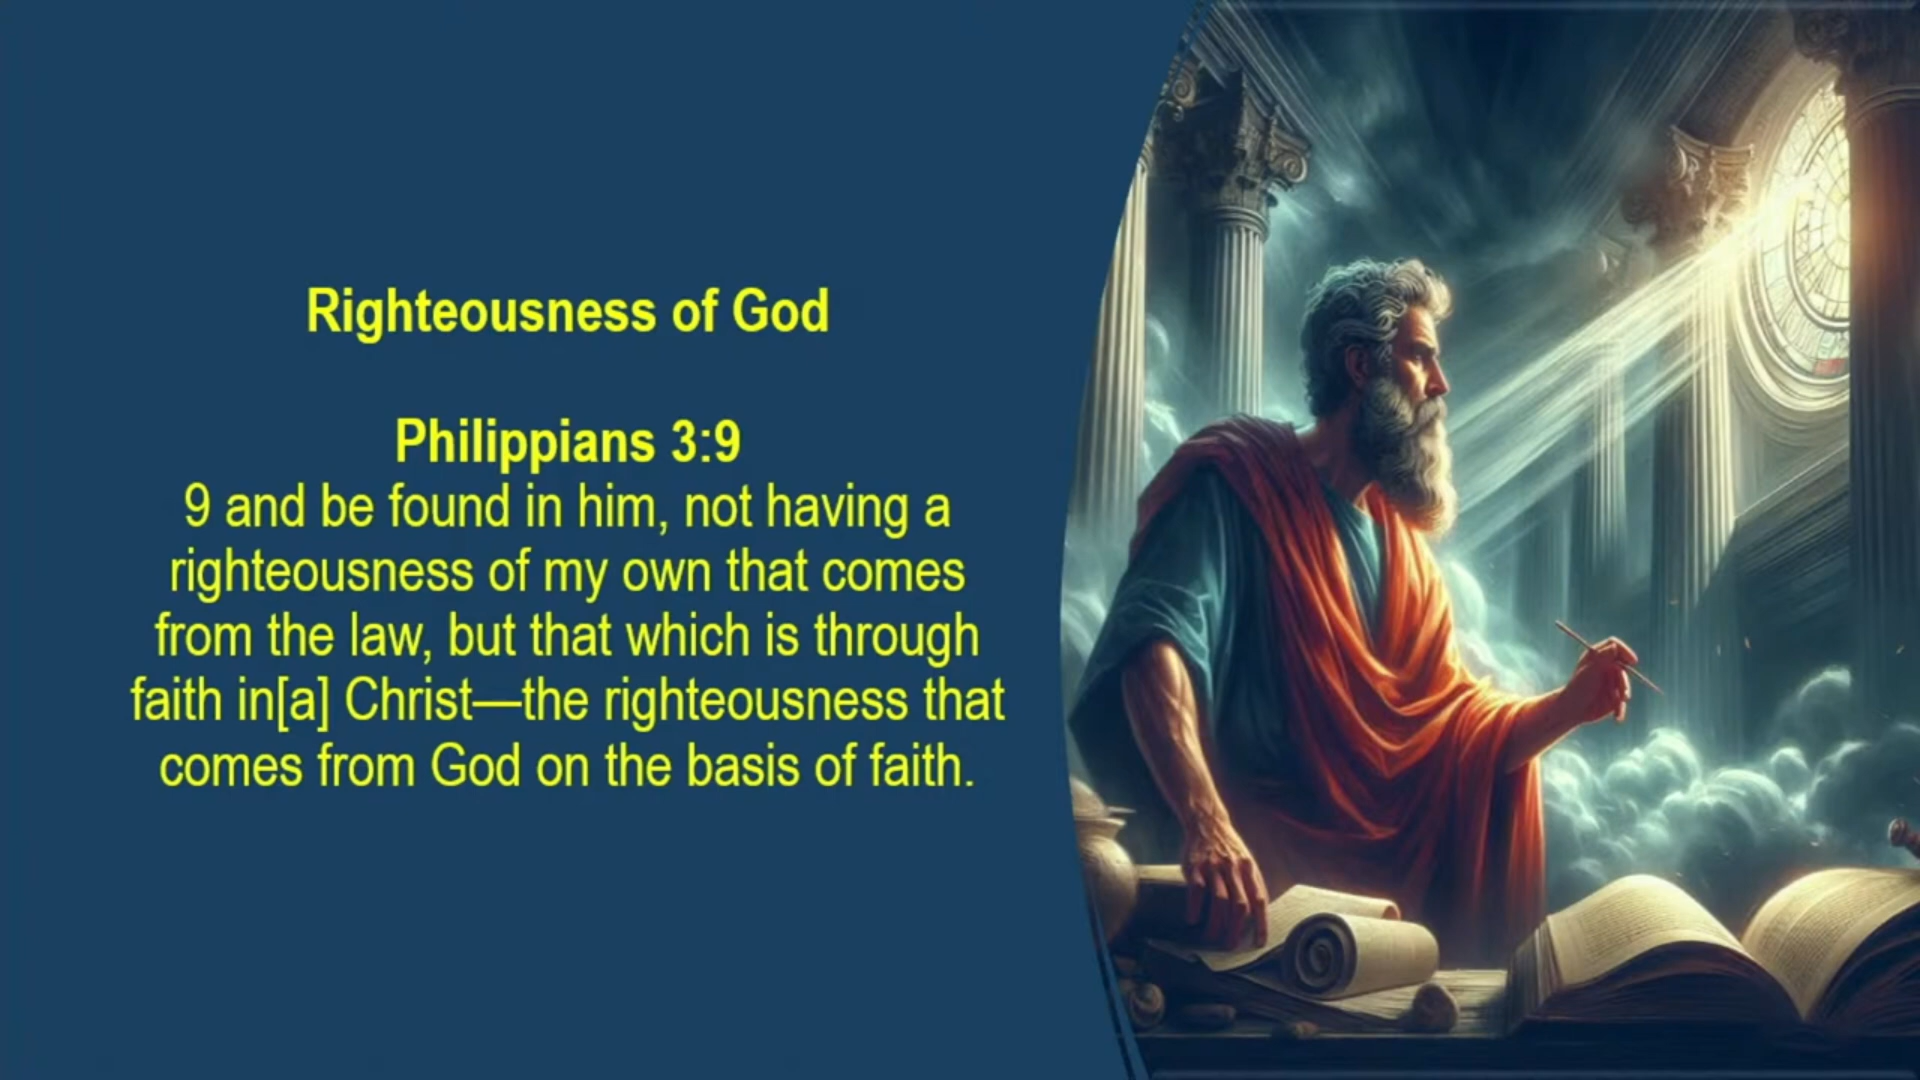 Righteousness of God
Philippians 3:9
9 and be found in him, not having a
righteousness of my own that comes
from the law, but that which is through
faith in[a] Christ—the righteousness that
comes from God on the basis of faith.